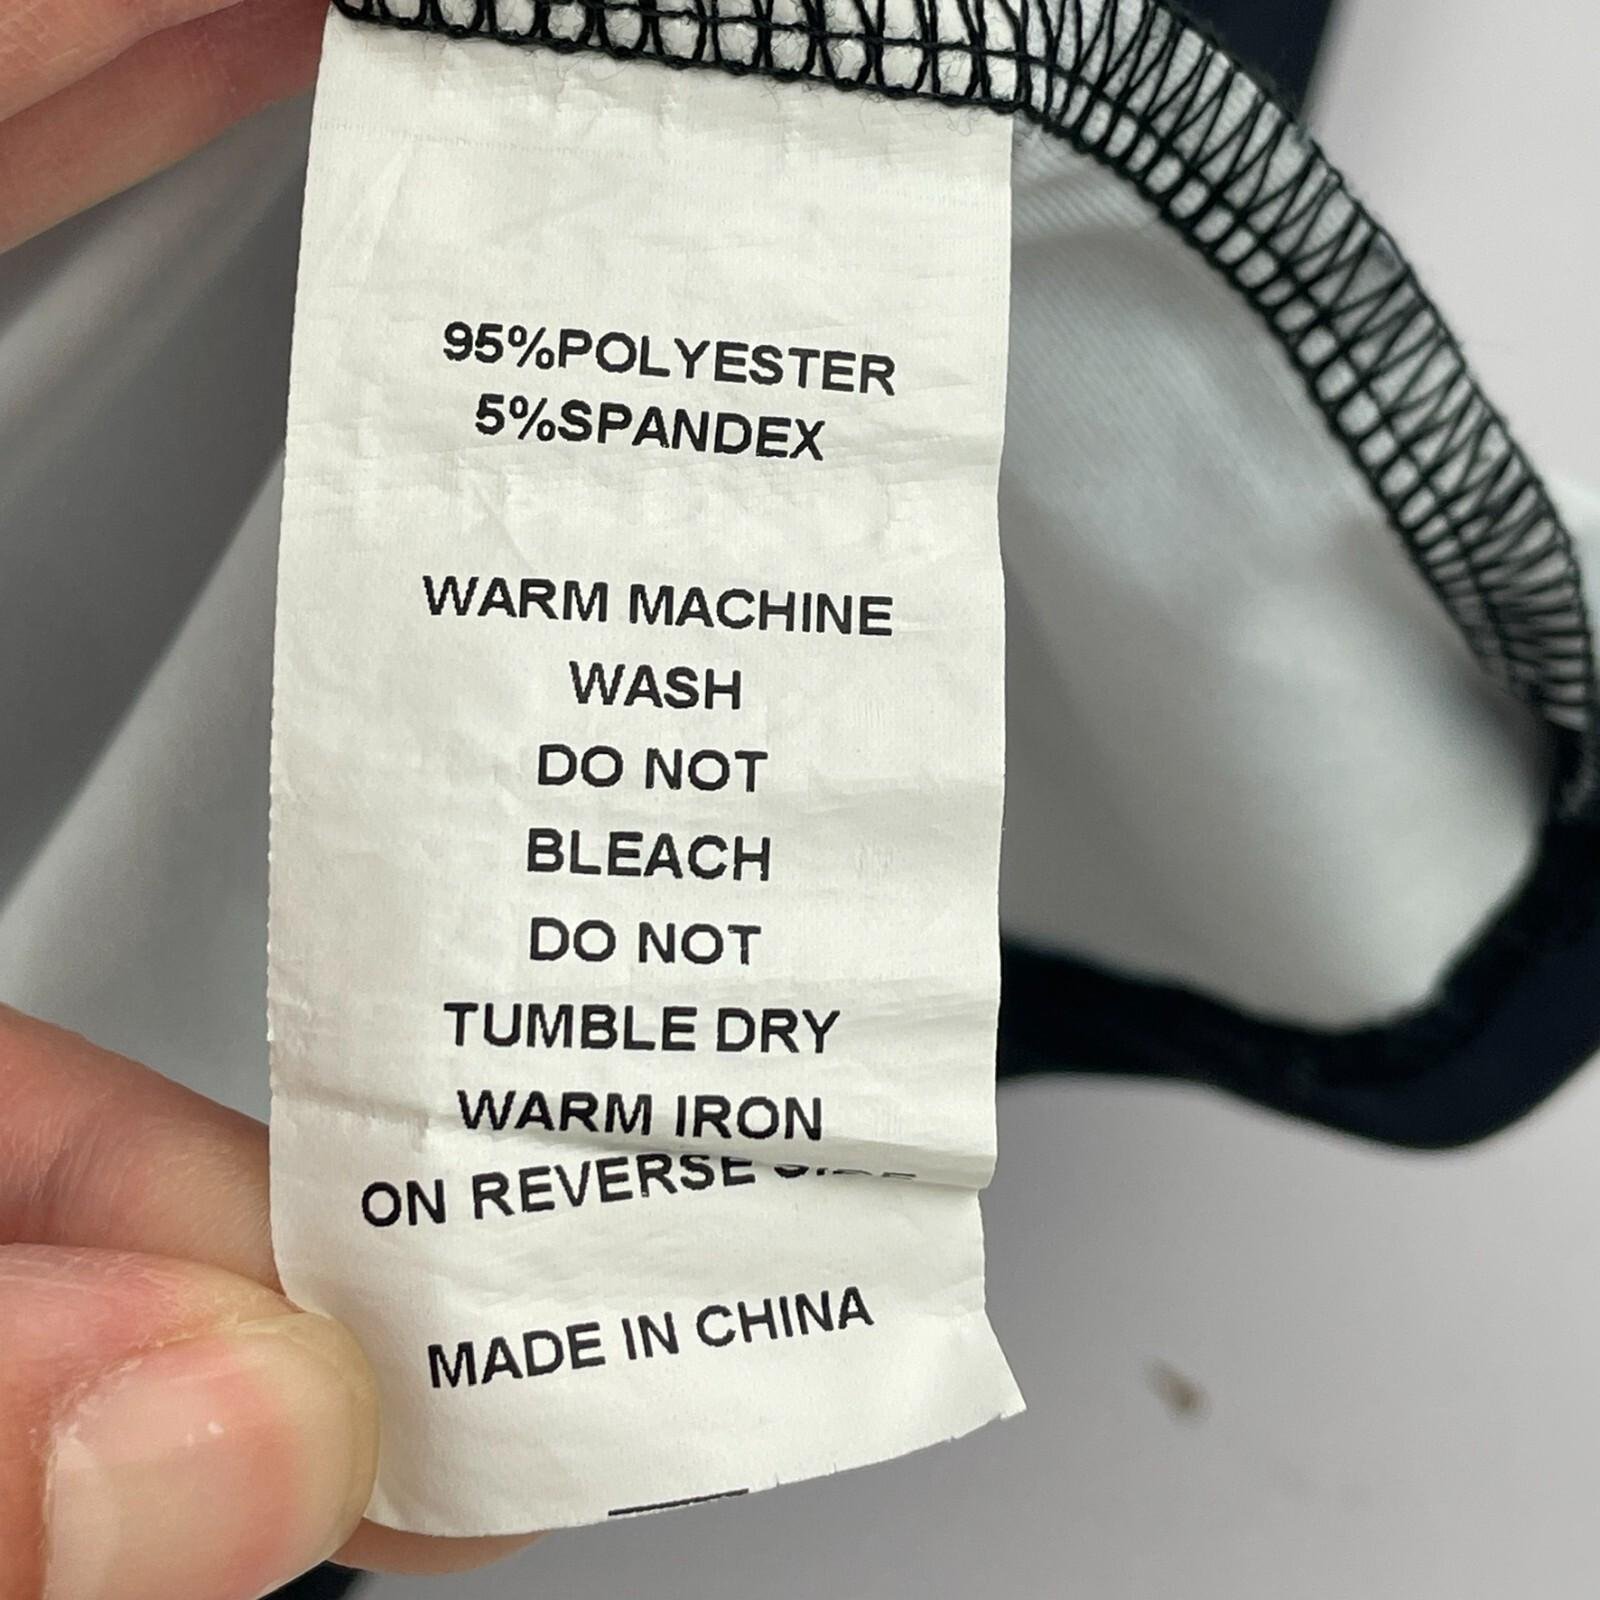 95%POLYESTER
5%SPANDEX
WARM MACHINE
WASH
DO NOT
BLEACH
DO NOT
TUMBLE DRY
WARM IRON
ON REVERSE
MADE IN CHINA